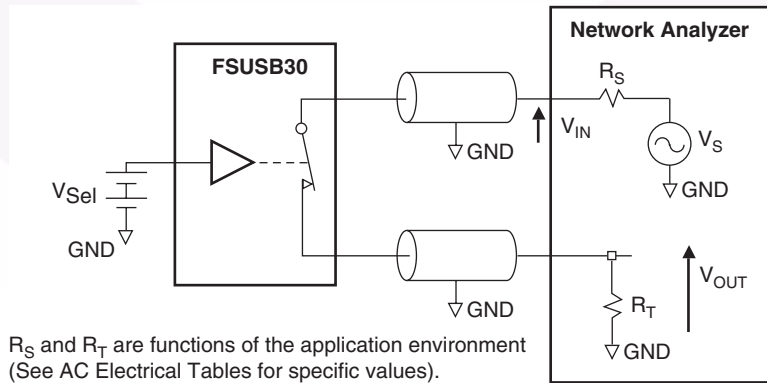 Network Analyzer
FSUSB30
R_S
V_IN
V_S
GND
GND
V_Sel
GND
GND
V_OUT
R_T
GND
R_S and R_T are functions of the application environment
(See AC Electrical Tables for specific values).